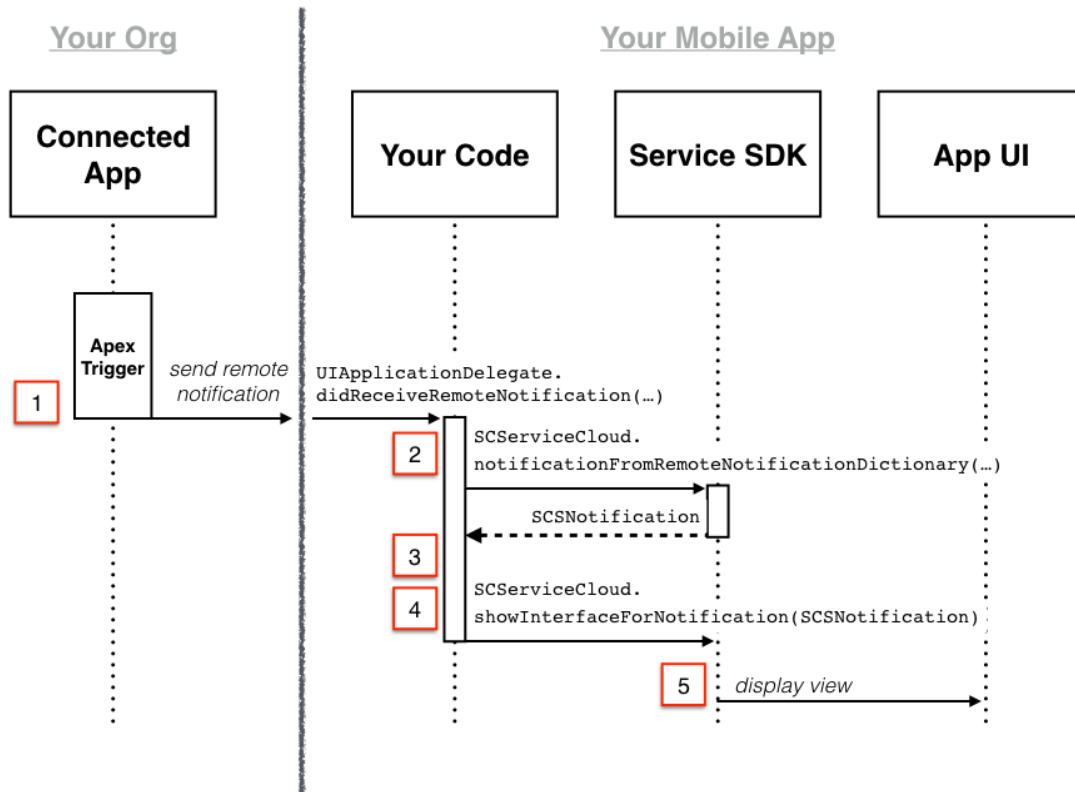 Your Org
Your Mobile App
Connected
App
Your Code
Service SDK
App UI
Apex
Trigger
send remote
notification
1
UIApplicationDelegate.
didReceiveRemoteNotification(…)
2
SCServiceCloud.
notificationFromRemoteNotificationDictionary(…)
SCSNotification
3
4
SCServiceCloud.
showInterfaceForNotification(SCSNotification)
5
display view